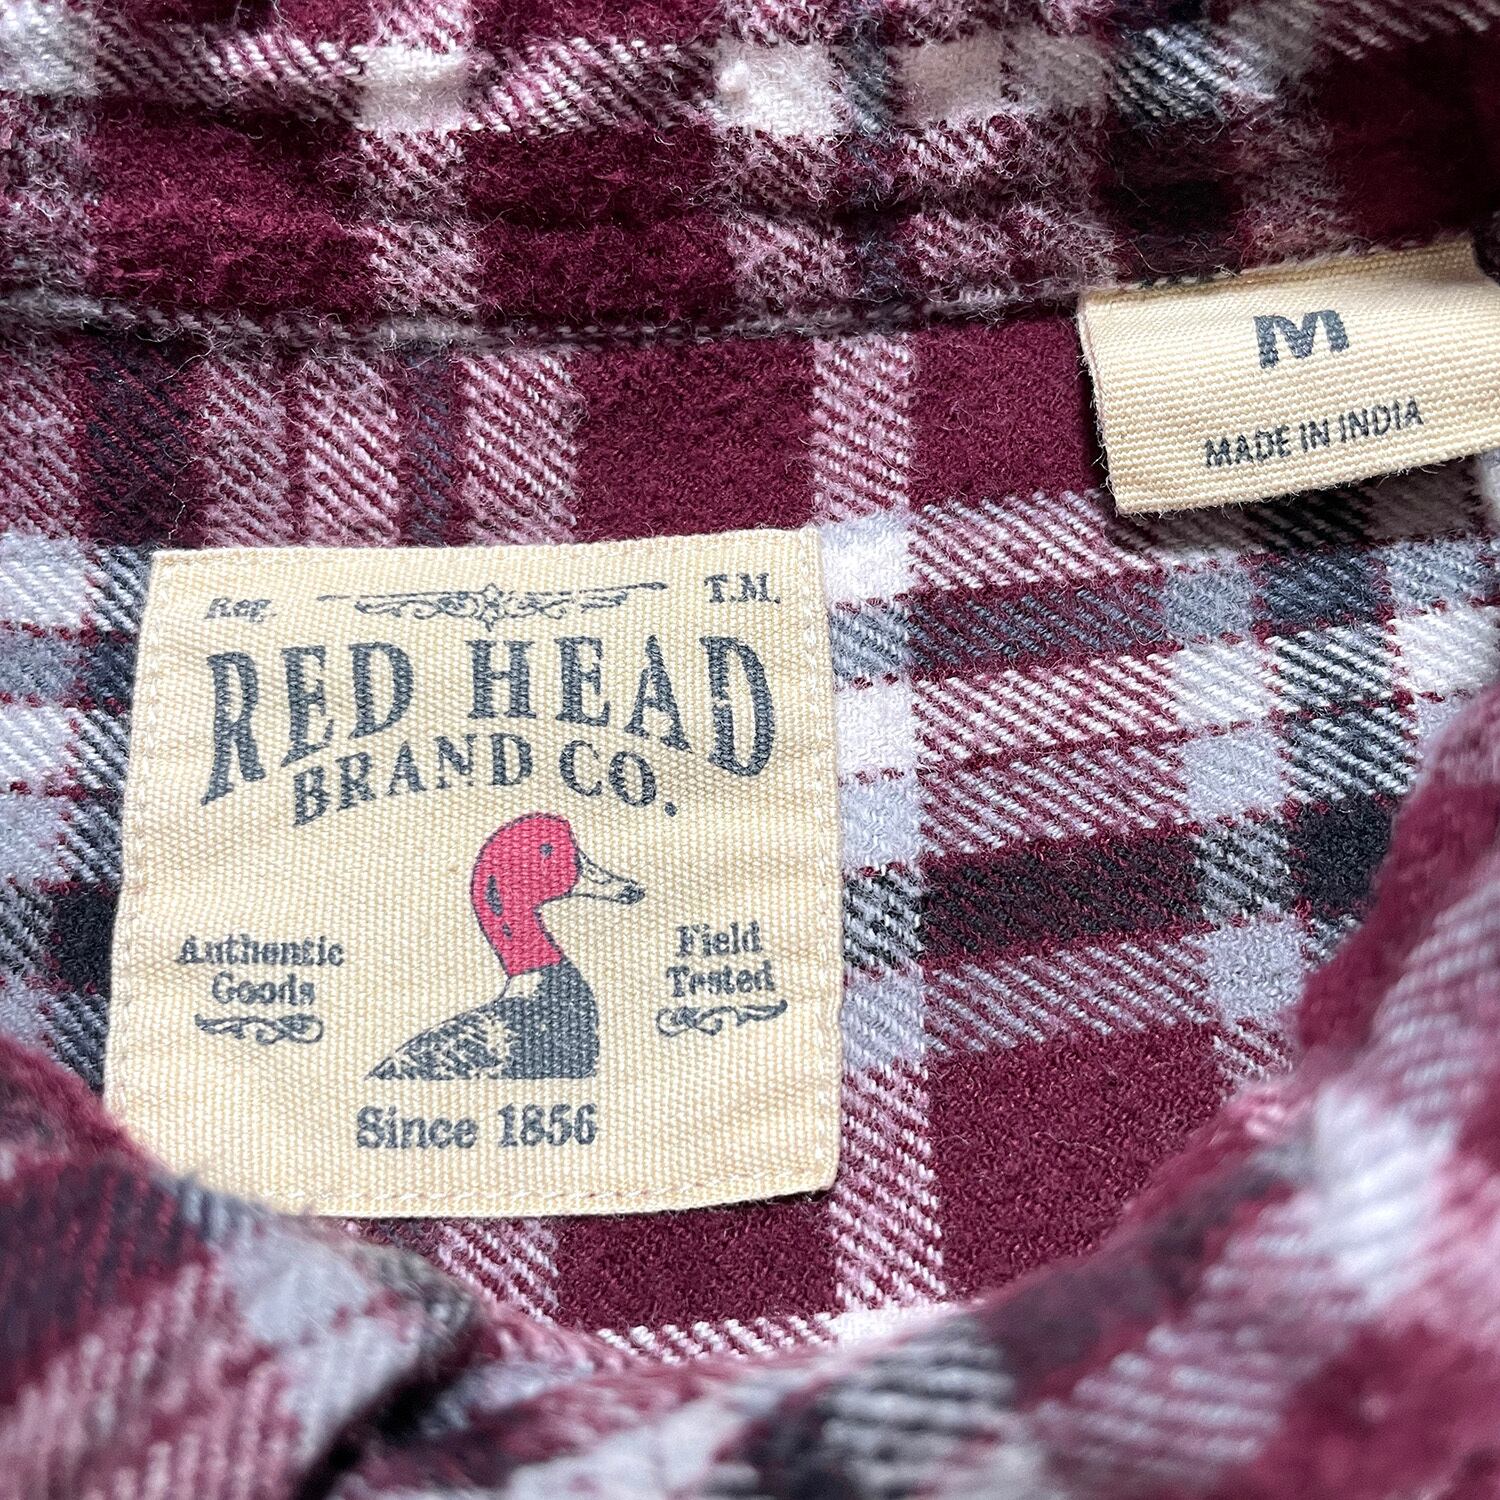 M
MADE IN INDIA
Reg. T.M.
RED HEAD
BRAND CO.
Authentic
Goods
Field
Tested
Since 1856